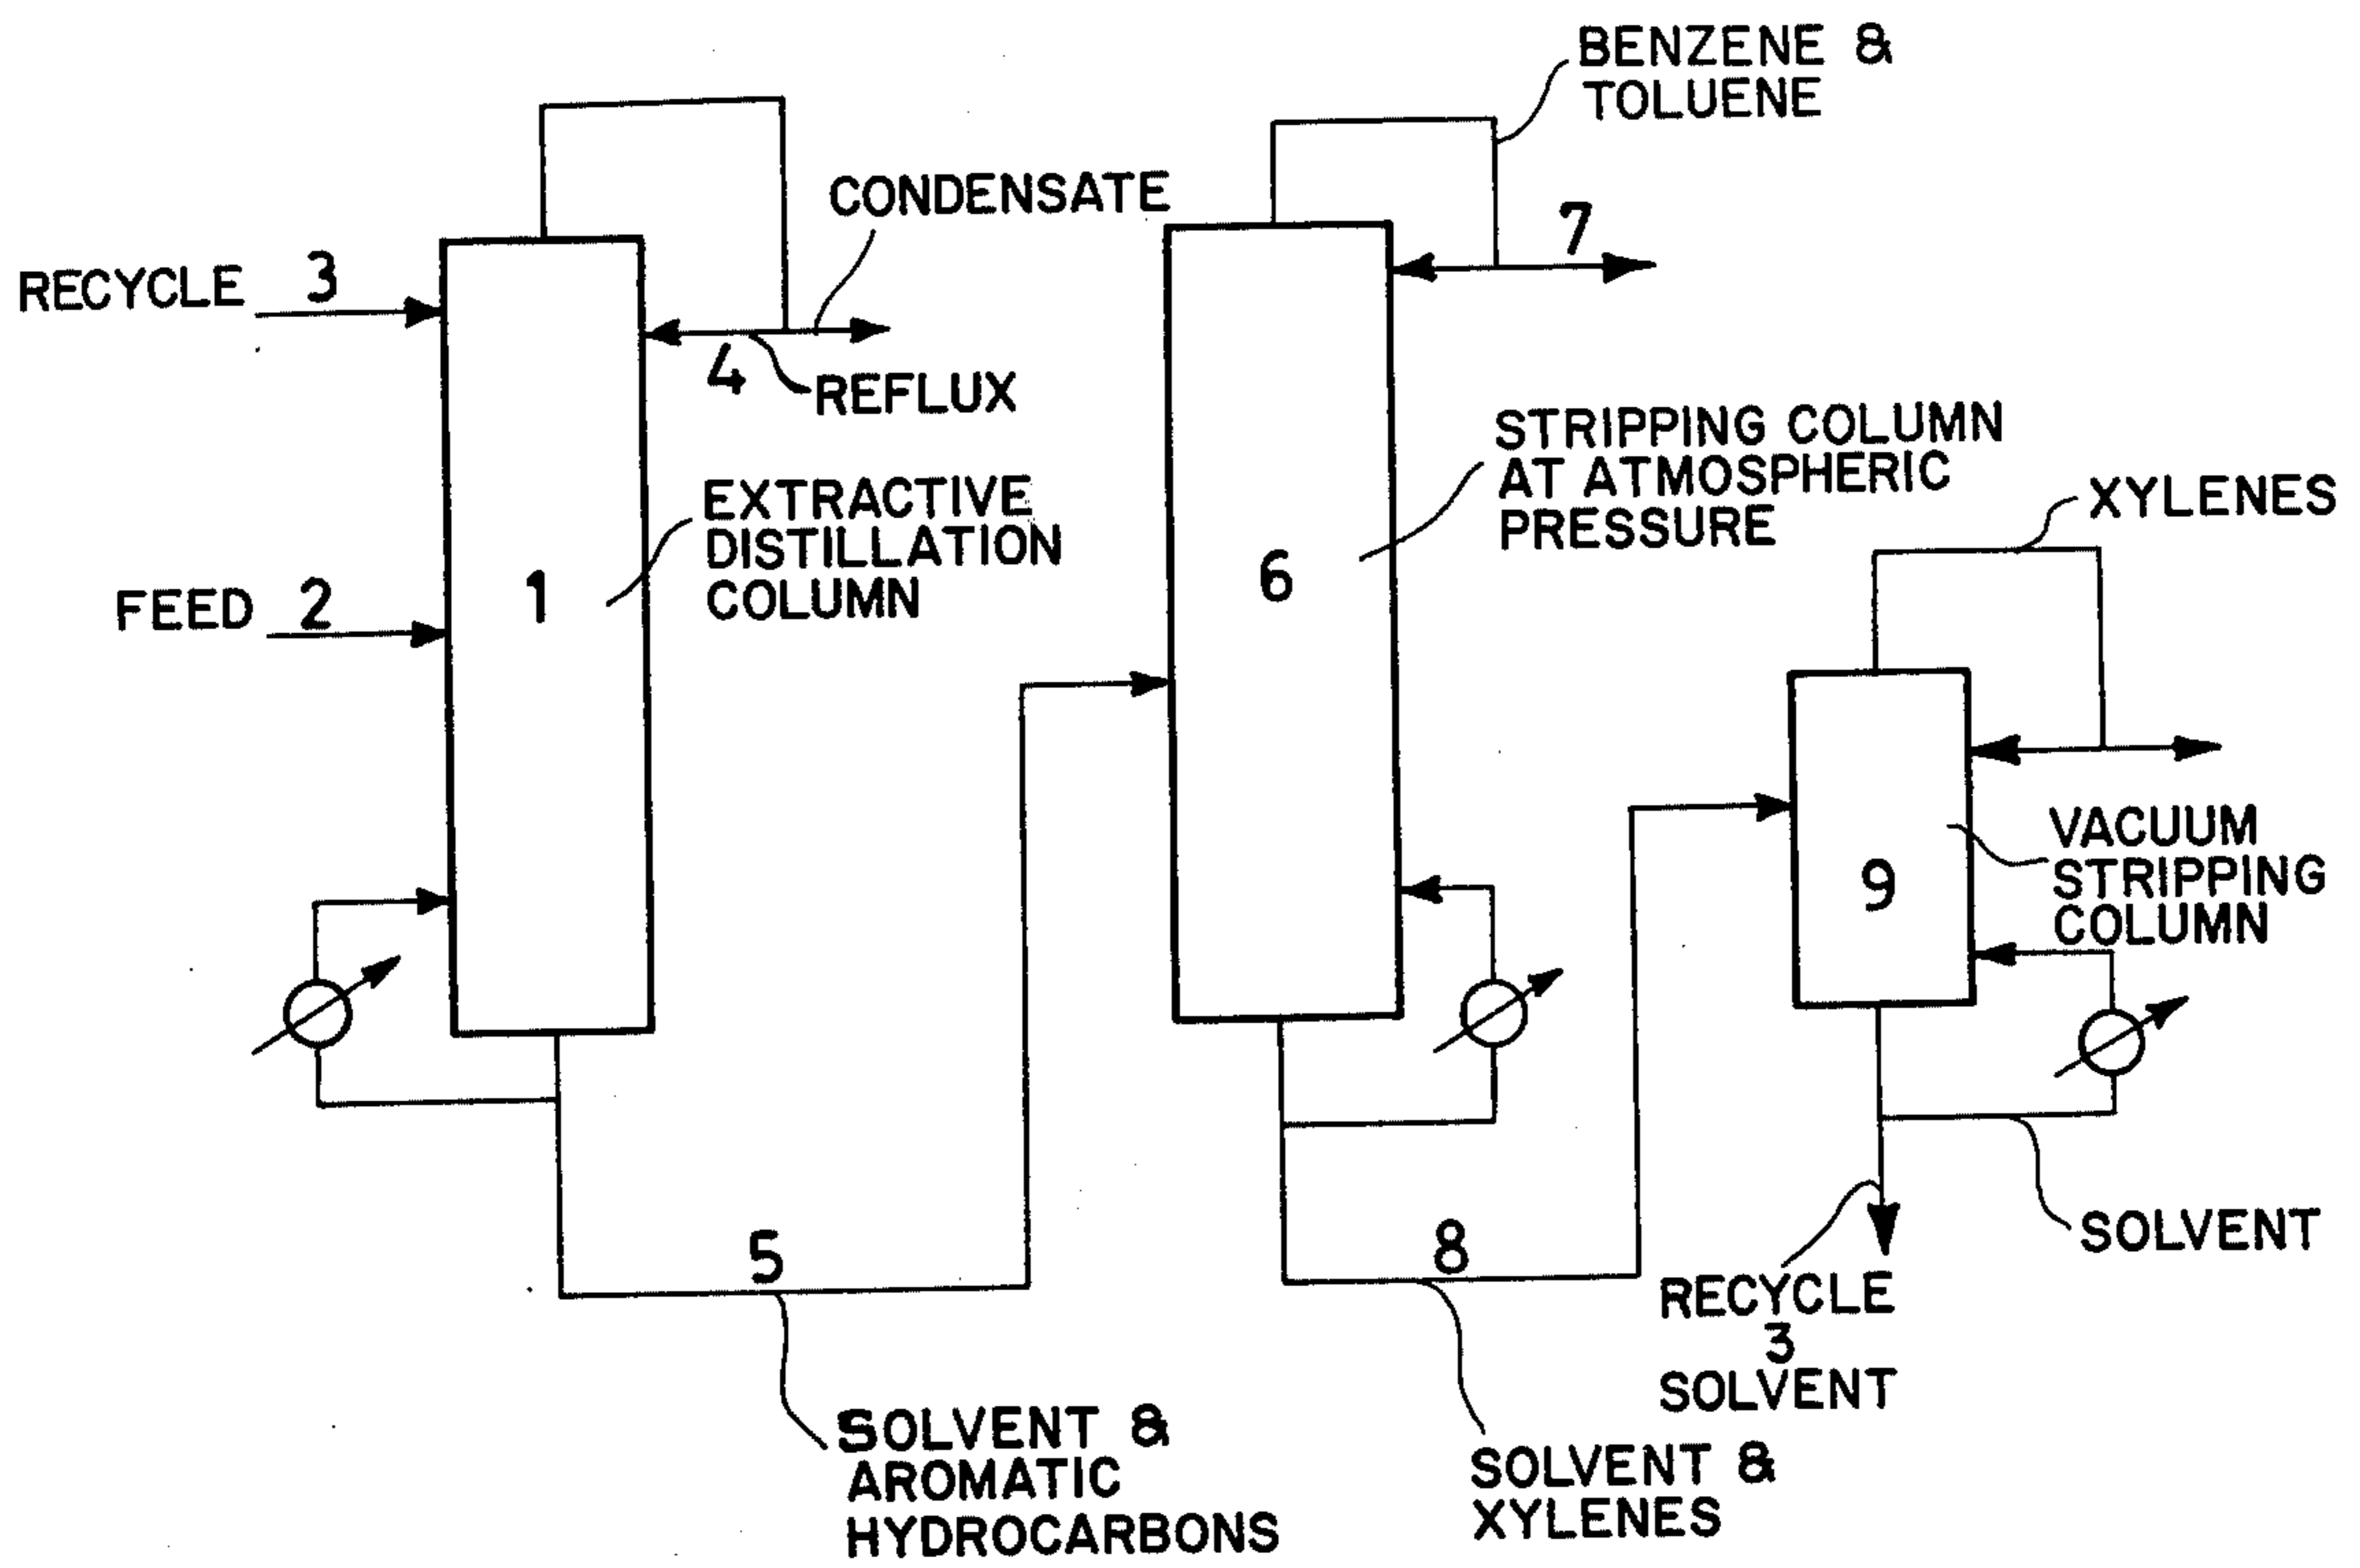 BENZENE &
TOLUENE
CONDENSATE
7
RECYCLE 3
4
REFLUX
STRIPPING COLUMN
AT ATMOSPHERIC
PRESSURE
EXTRACTIVE
DISTILLATION
COLUMN
XYLENES
1
6
FEED 2
VACUUM
STRIPPING
COLUMN
9
5
8
SOLVENT
RECYCLE
3
SOLVENT
SOLVENT &
AROMATIC
HYDROCARBONS
SOLVENT &
XYLENES